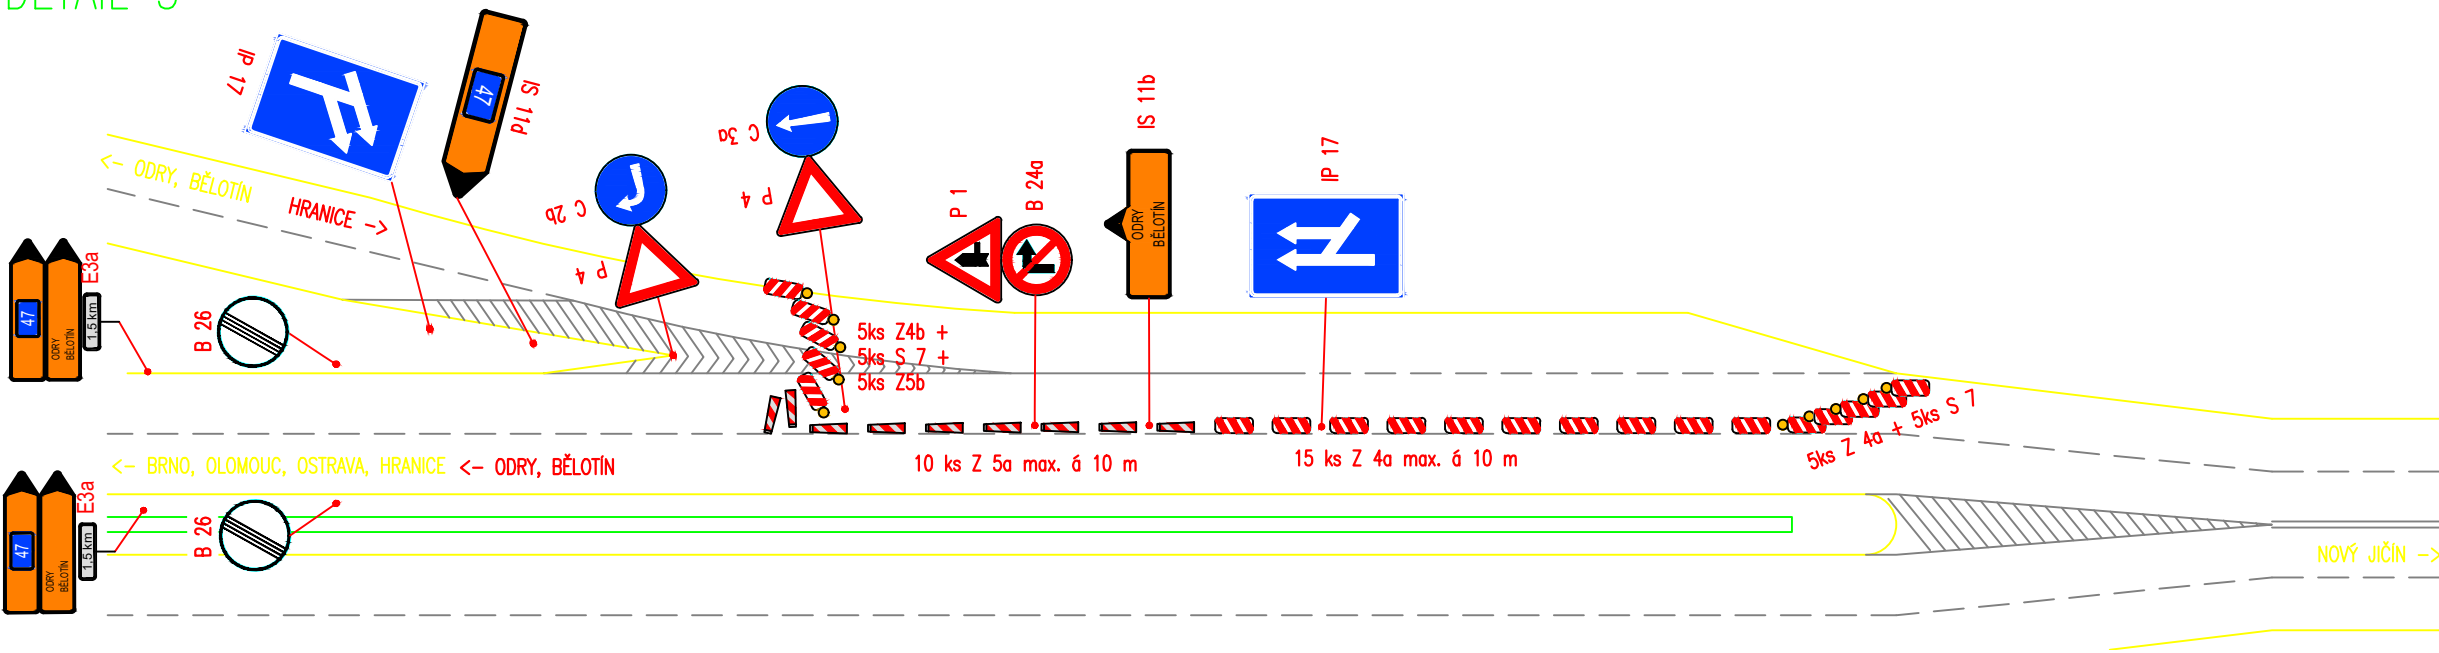 DETAIL 3
IP 17
47
IS 11d
C 3a
P 4
C 2b
P 4
P 1
B 24a
IS 11b
ODRY
BĚLOTÍN
IP 17
<- ODRY, BĚLOTÍN
HRANICE ->
47
ODRY
BĚLOTÍN
E3a
1,5 km
B 26
5ks Z4b +
5ks S 7 +
5ks Z5b
10 ks Z 5a max. á 10 m
15 ks Z 4a max. á 10 m
5ks Z 4a + 5ks S 7
<- BRNO, OLOMOUC, OSTRAVA, HRANICE <- ODRY, BĚLOTÍN
47
ODRY
BĚLOTÍN
E3a
1,5 km
B 26
NOVÝ JIČÍN ->